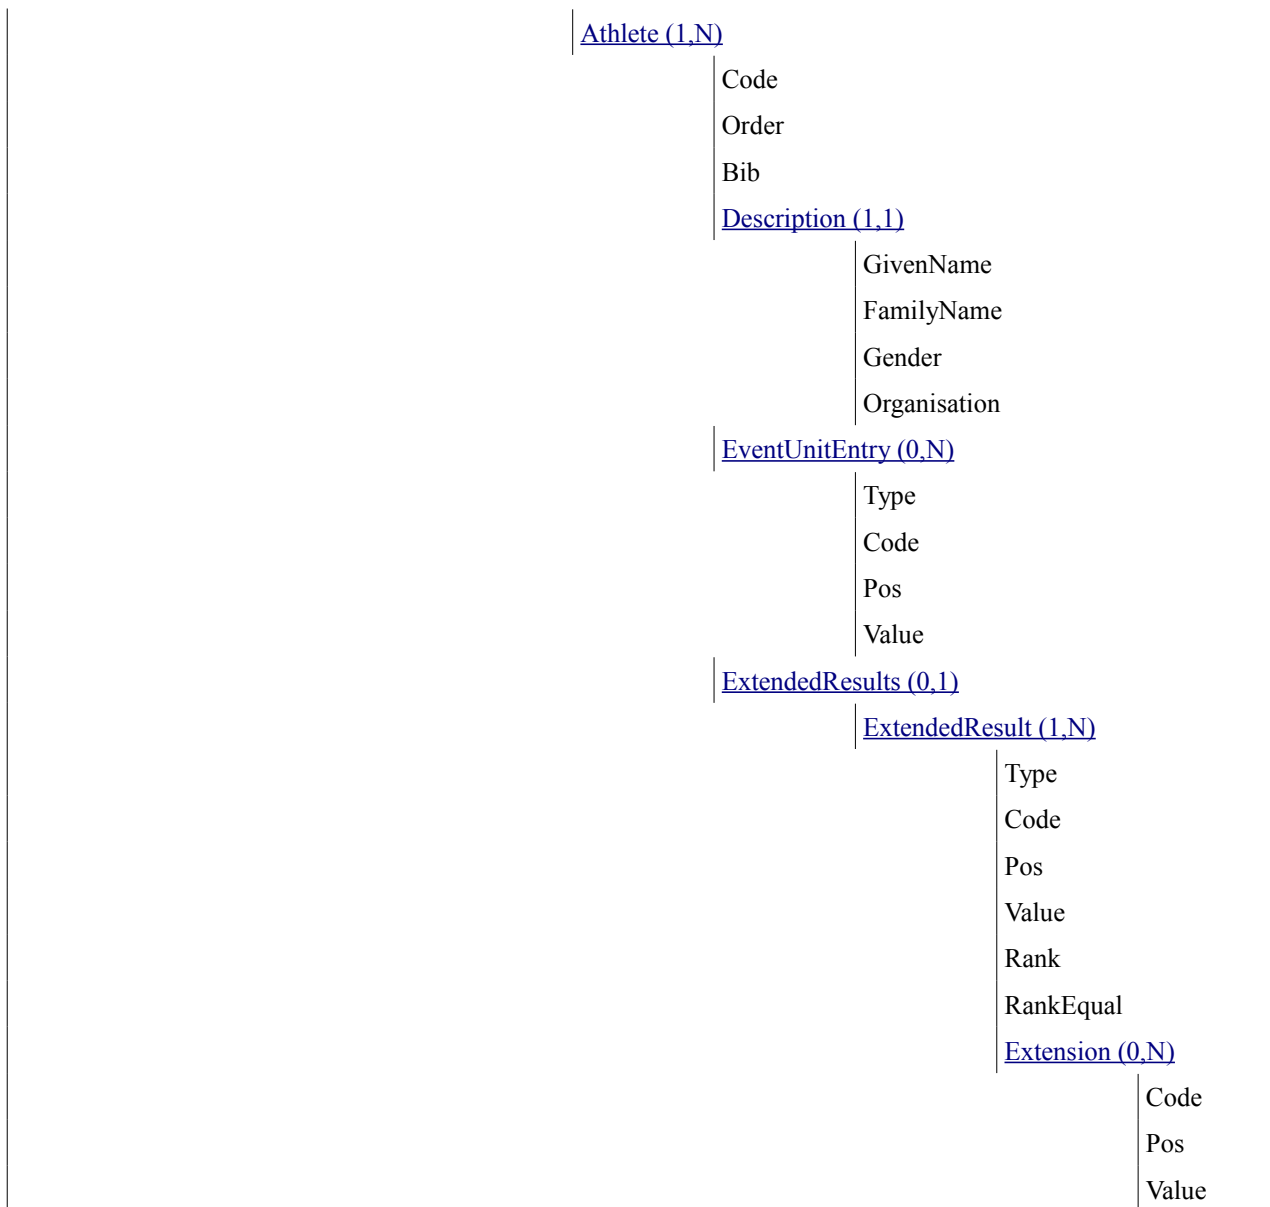 Athlete (1,N)
Code
Order
Bib
Description (1,1)
GivenName
FamilyName
Gender
Organisation
EventUnitEntry (0,N)
Type
Code
Pos
Value
ExtendedResults (0,1)
ExtendedResult (1,N)
Type
Code
Pos
Value
Rank
RankEqual
Extension (0,N)
Code
Pos
Value